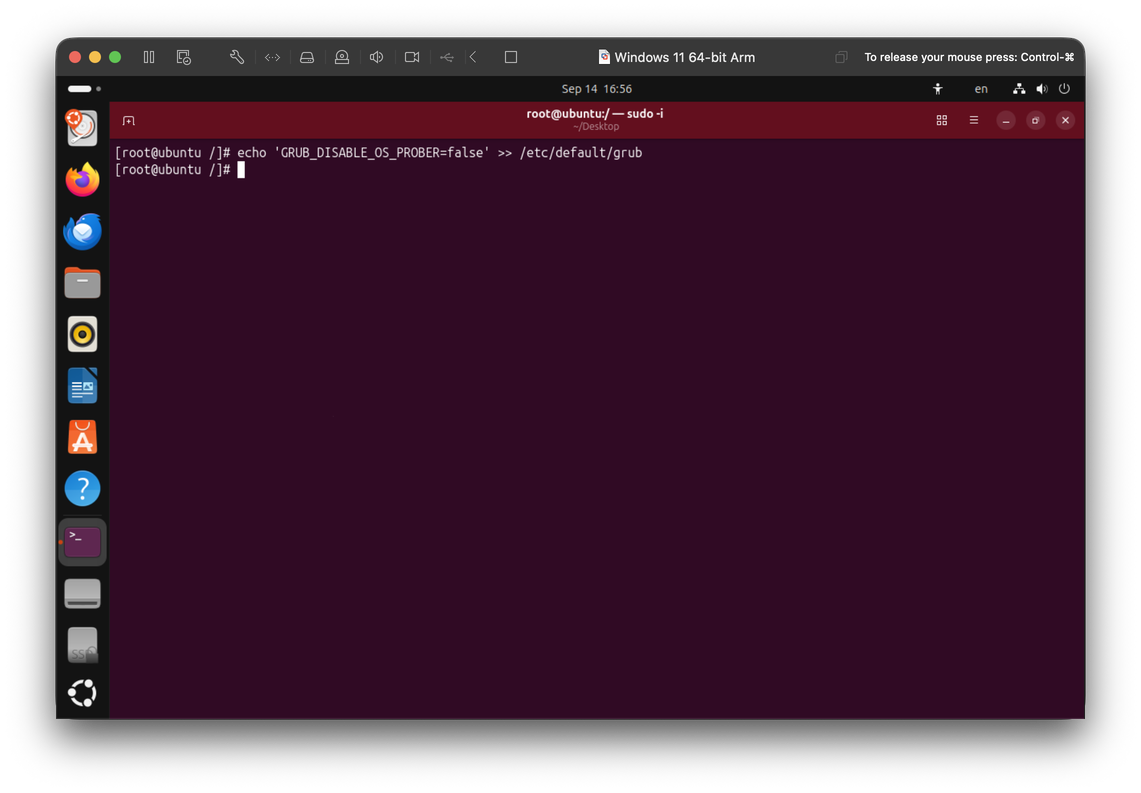 Windows 11 64-bit Arm
To release your mouse press: Control-⌘
Sep 14 16:56
en
root@ubuntu:/ — sudo -i
~/Desktop
[root@ubuntu /]# echo 'GRUB_DISABLE_OS_PROBER=false' >> /etc/default/grub
[root@ubuntu /]#
?
>_
SSD